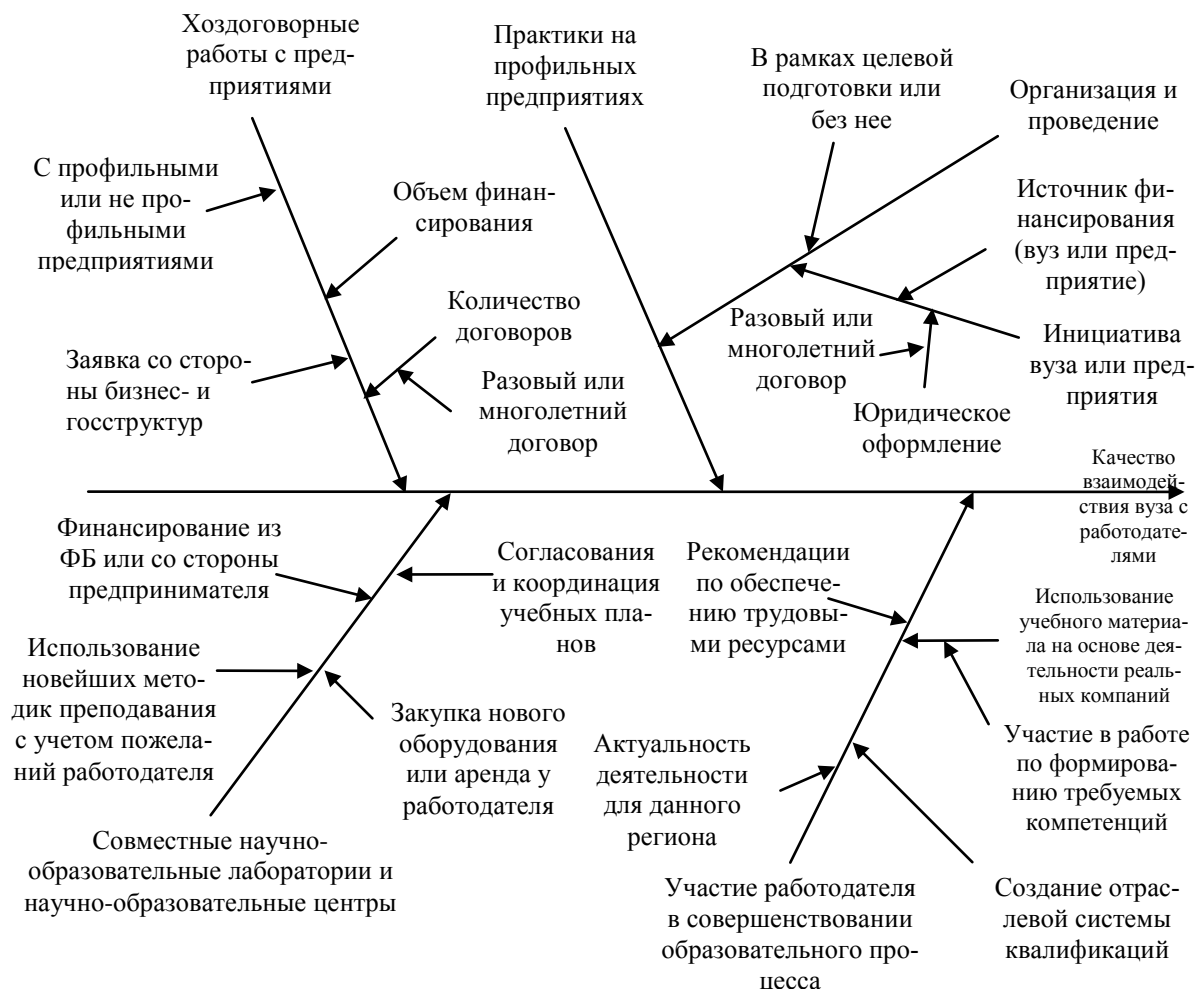 Хоздоговорные
работы с пред-
приятиями
Практики на
профильных
предприятиях
В рамках целевой
подготовки или
без нее
Организация и
проведение
С профильными
или не про-
фильными
предприятиями
Объем финан-
сирования
Источник фи-
нансирования
(вуз или пред-
приятие)
Количество
договоров
Разовый или
многолетний
договор
Инициатива
вуза или пред-
приятия
Заявка со сторо-
ны бизнес- и
госструктур
Разовый или
многолетний
договор
Юридическое
оформление
Качество
взаимодей-
ствия вуза с
работодате-
лями
Финансирование из
ФБ или со стороны
предпринимателя
Согласования
и координация
учебных пла-
нов
Рекомендации
по обеспече-
нию трудовы-
ми ресурсами
Использование
учебного материа-
ла на основе дея-
тельности реаль-
ных компаний
Использование
новейших мето-
дик преподавания
с учетом пожела-
ний работодателя
Закупка нового
оборудования
или аренда у
работодателя
Актуальность
деятельности
для данного
региона
Участие в работе
по формирова-
нию требуемых
компетенций
Совместные научно-
образовательные лаборатории и
научно-образовательные центры
Участие работодателя
в совершенствовании
образовательного про-
цесса
Создание отрас-
левой системы
квалификаций